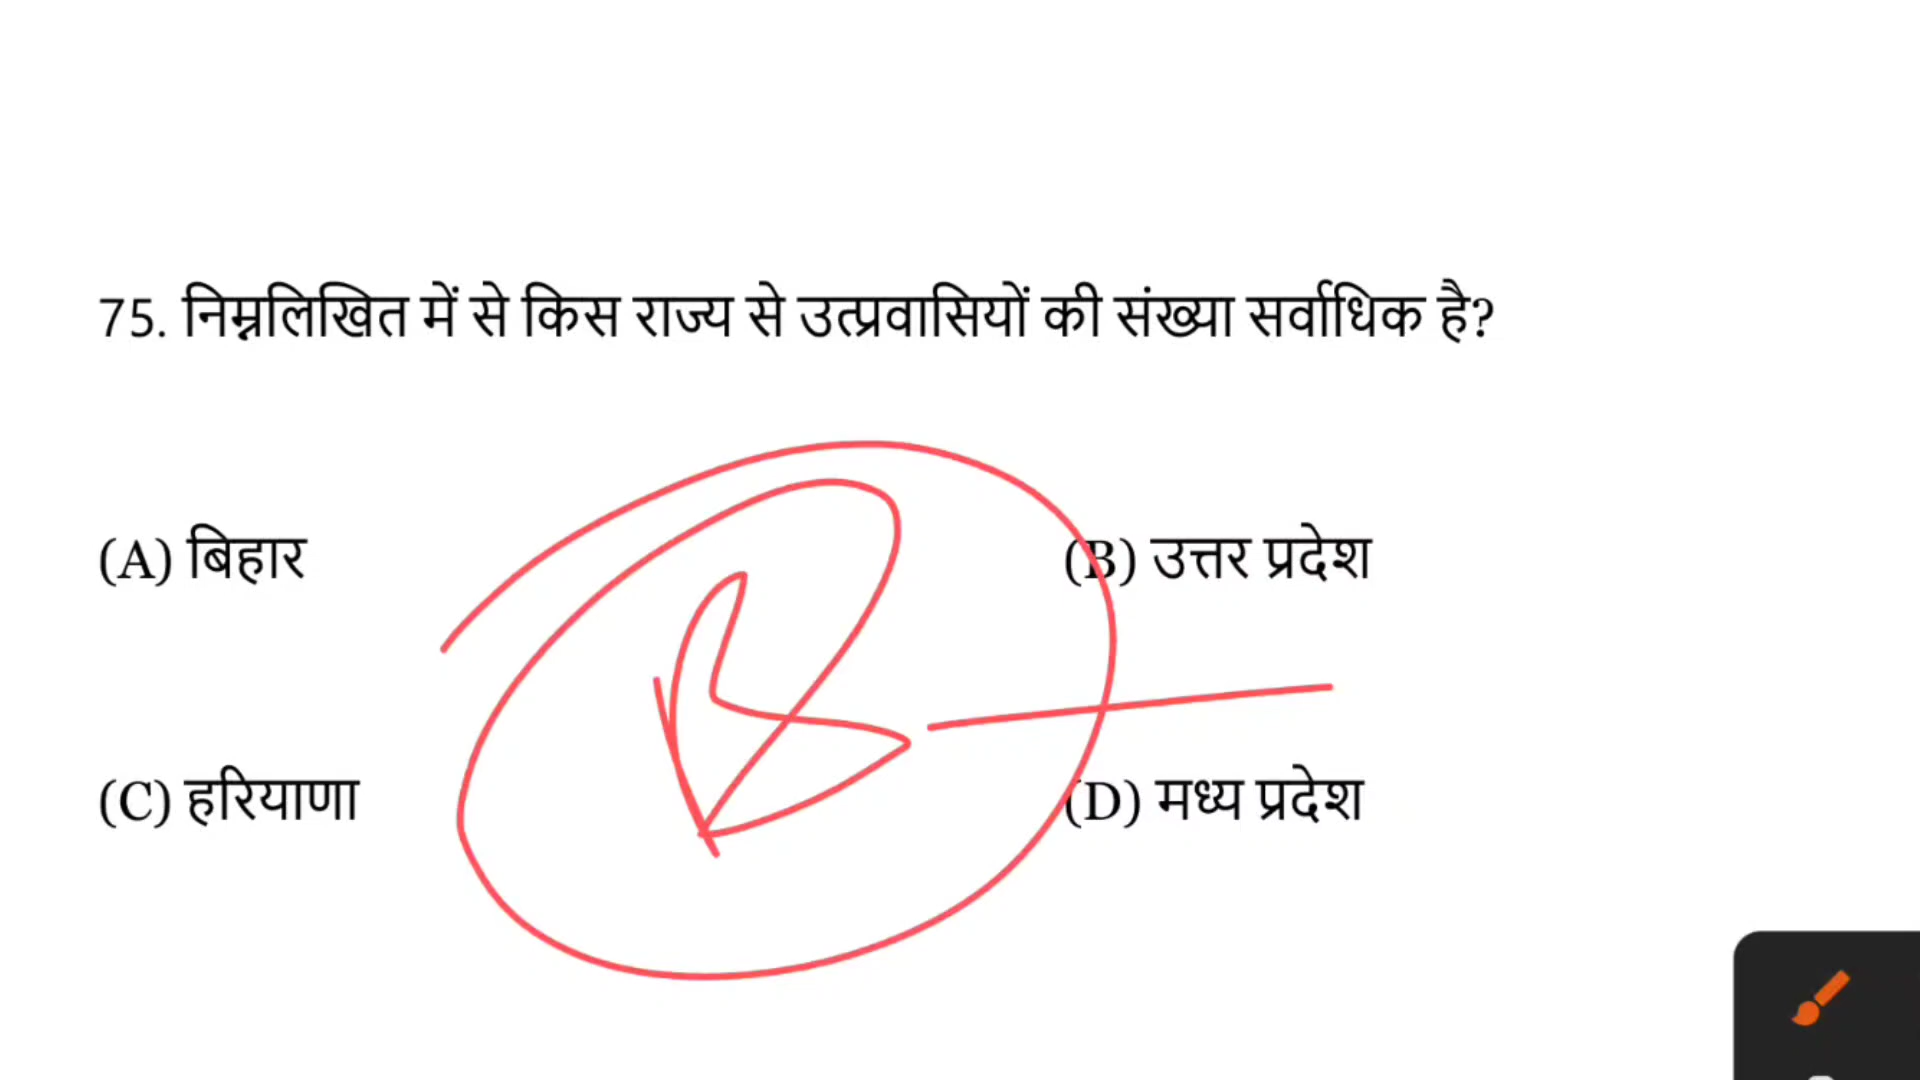 75. निम्नलिखित में से किस राज्य से उत्प्रवासियों की संख्या सर्वाधिक है?
(A) बिहार
(B) उत्तर प्रदेश
B
(C) हरियाणा
(D) मध्य प्रदेश